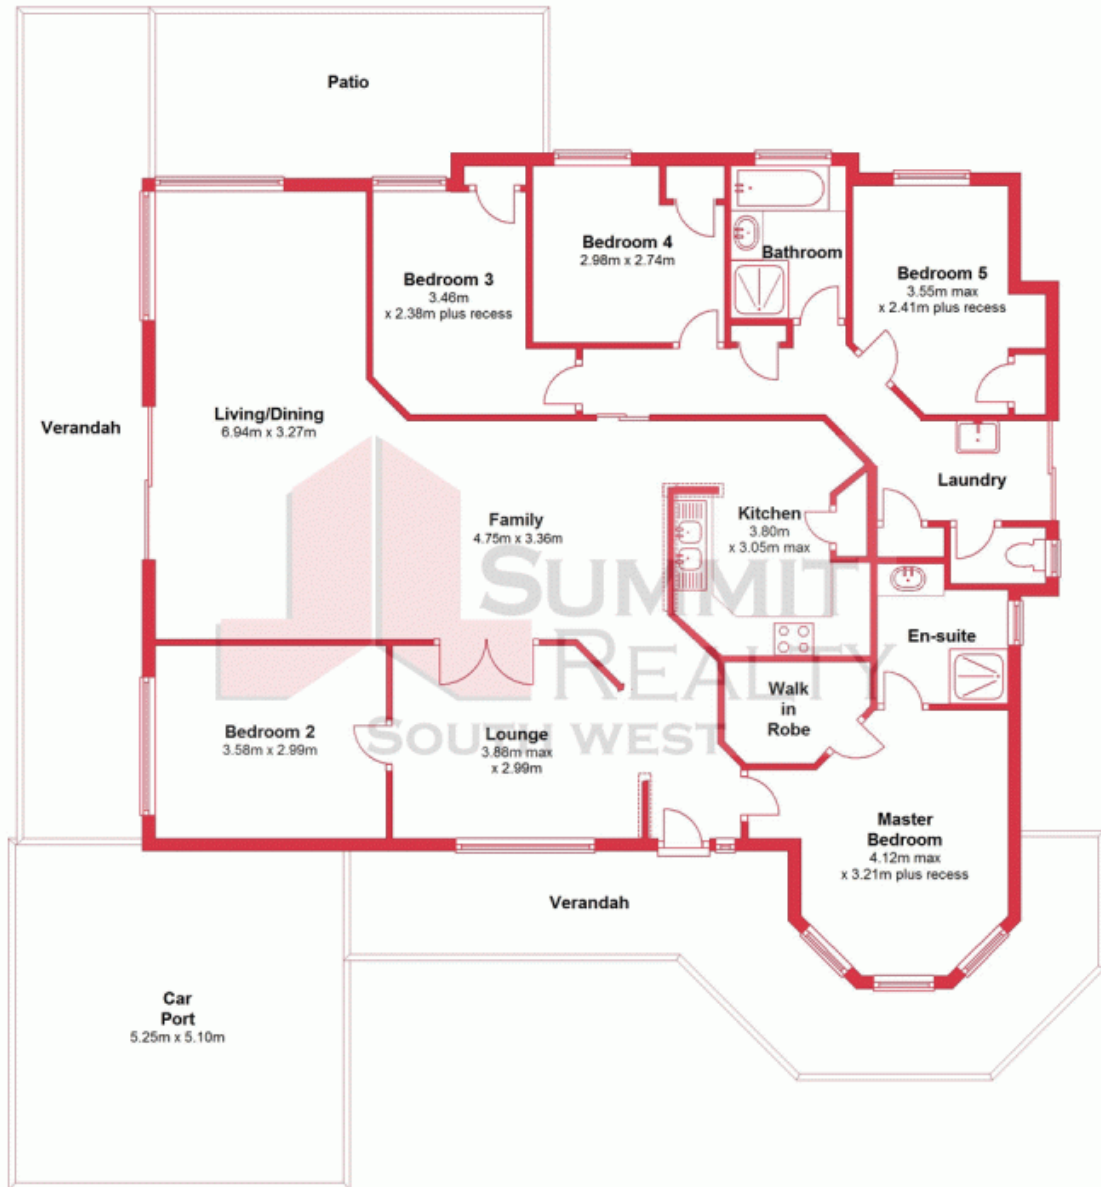 Patio
Bedroom 4
2.98m x 2.74m
Bathroom
Bedroom 3
3.46m
x 2.38m plus recess
Bedroom 5
3.55m max
x 2.41m plus recess
Living/Dining
6.94m x 3.27m
Verandah
Laundry
Family
4.75m x 3.36m
Kitchen
3.80m
x 3.05m max
SUMMIT
REALTY
SOUTH WEST
En-suite
Walk
in
Robe
Bedroom 2
3.58m x 2.99m
Lounge
3.88m max
x 2.99m
Master
Bedroom
4.12m max
x 3.21m plus recess
Verandah
Car
Port
5.25m x 5.10m